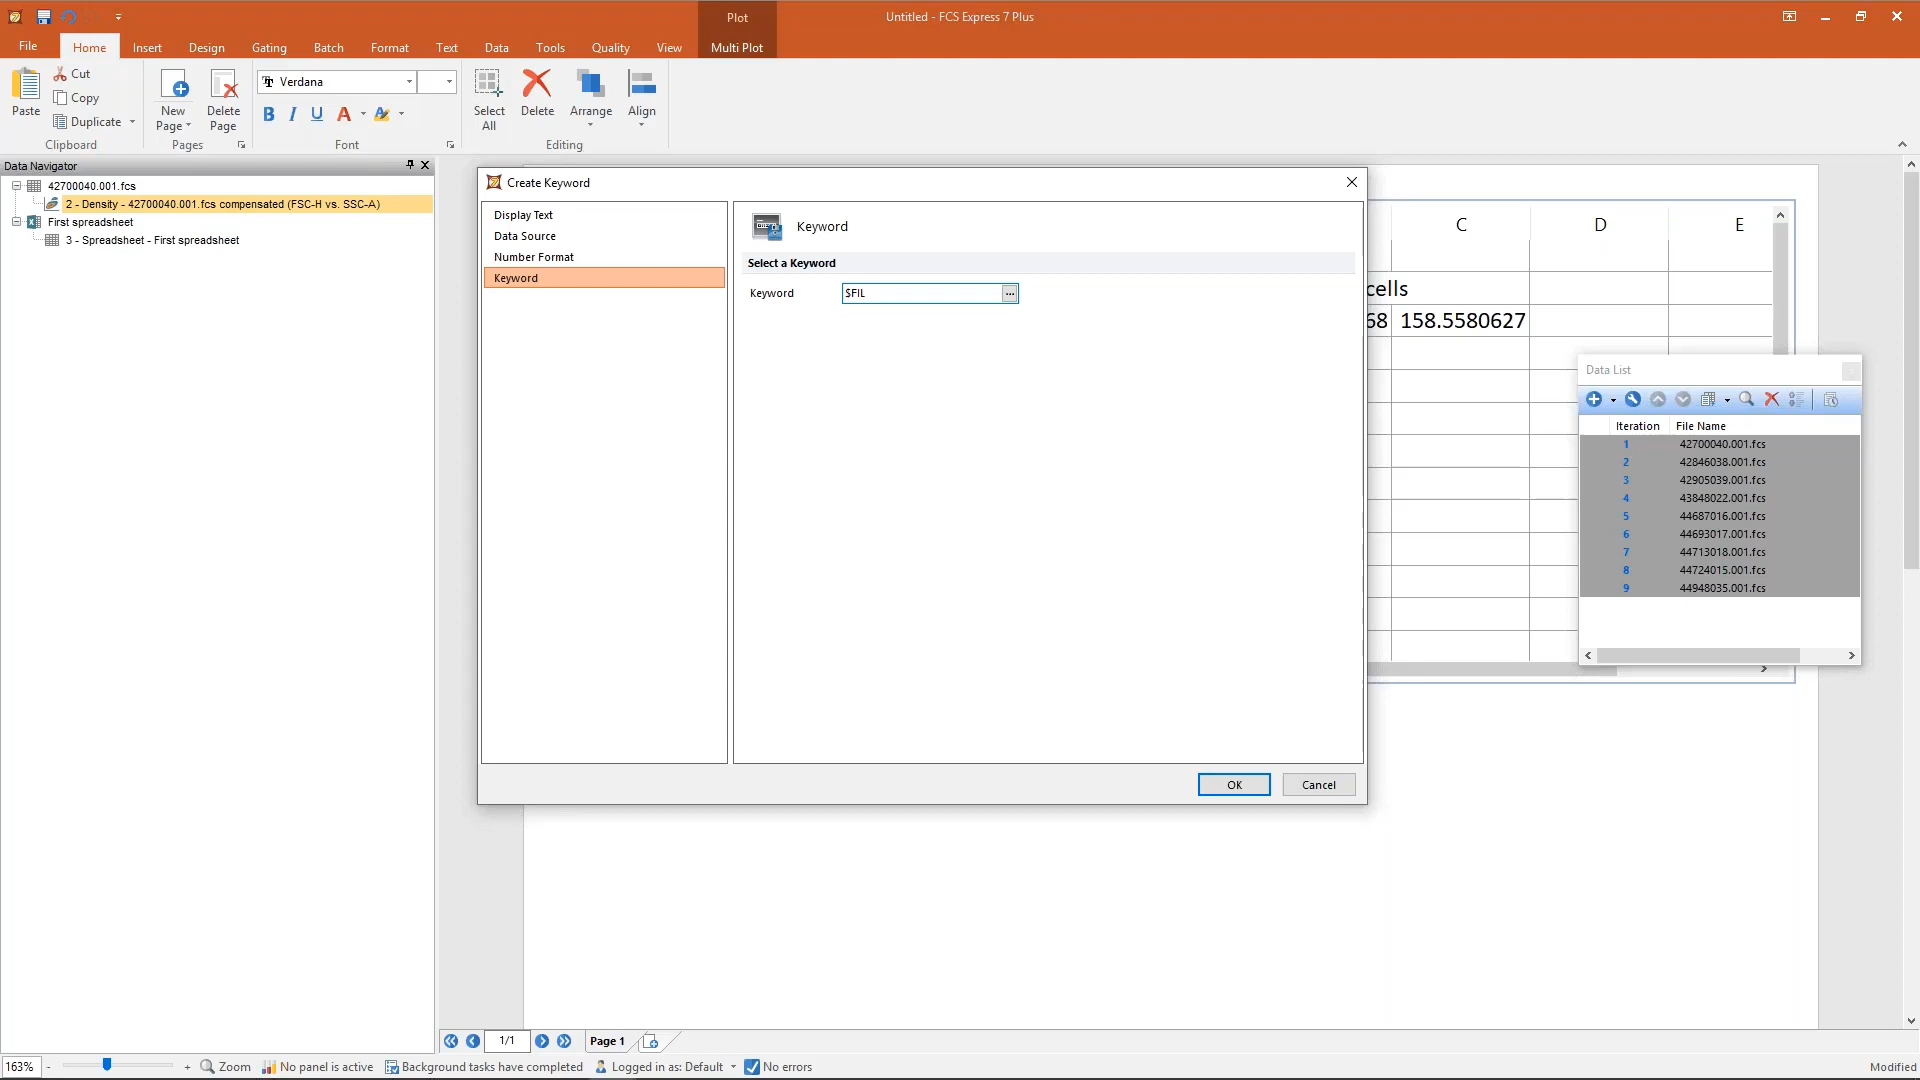 Plot
Untitled - FCS Express 7 Plus
File Home Insert Design Gating Batch Format Text Data Tools Quality View Multi Plot
Paste
Cut
Copy
Duplicate
Clipboard
New Page
Delete Page
Pages
Verdana
B I U A
Font
Select All
Delete
Arrange
Align
Editing
Data Navigator
42700040.001.fcs
2 - Density - 42700040.001.fcs compensated (FSC-H vs. SSC-A)
First spreadsheet
3 - Spreadsheet - First spreadsheet
Create Keyword
Display Text
Data Source
Number Format
Keyword
Keyword
Select a Keyword
Keyword $FIL ...
OK Cancel
C D E
cells
68 158.5580627
Data List
Iteration File Name
1 42700040.001.fcs
2 42846038.001.fcs
3 42905039.001.fcs
4 43848022.001.fcs
5 44687016.001.fcs
6 44693017.001.fcs
7 44713018.001.fcs
8 44724015.001.fcs
9 44948035.001.fcs
1/1 Page 1
163% - + Zoom No panel is active Background tasks have completed Logged in as: Default No errors Modified